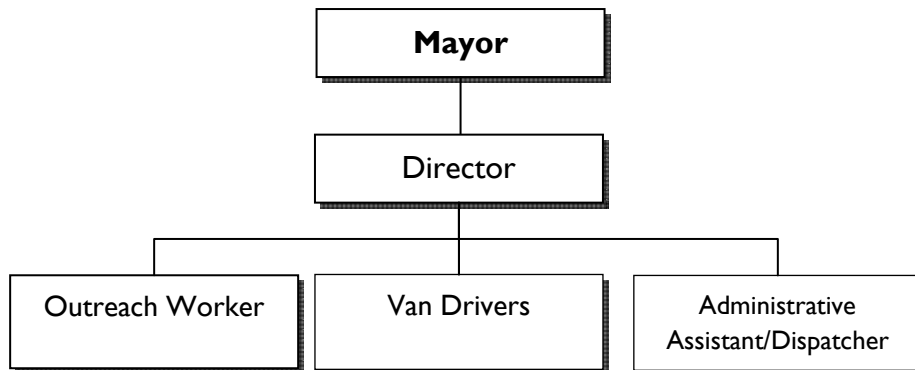 Mayor
Director
Outreach Worker
Van Drivers
Administrative
Assistant/Dispatcher